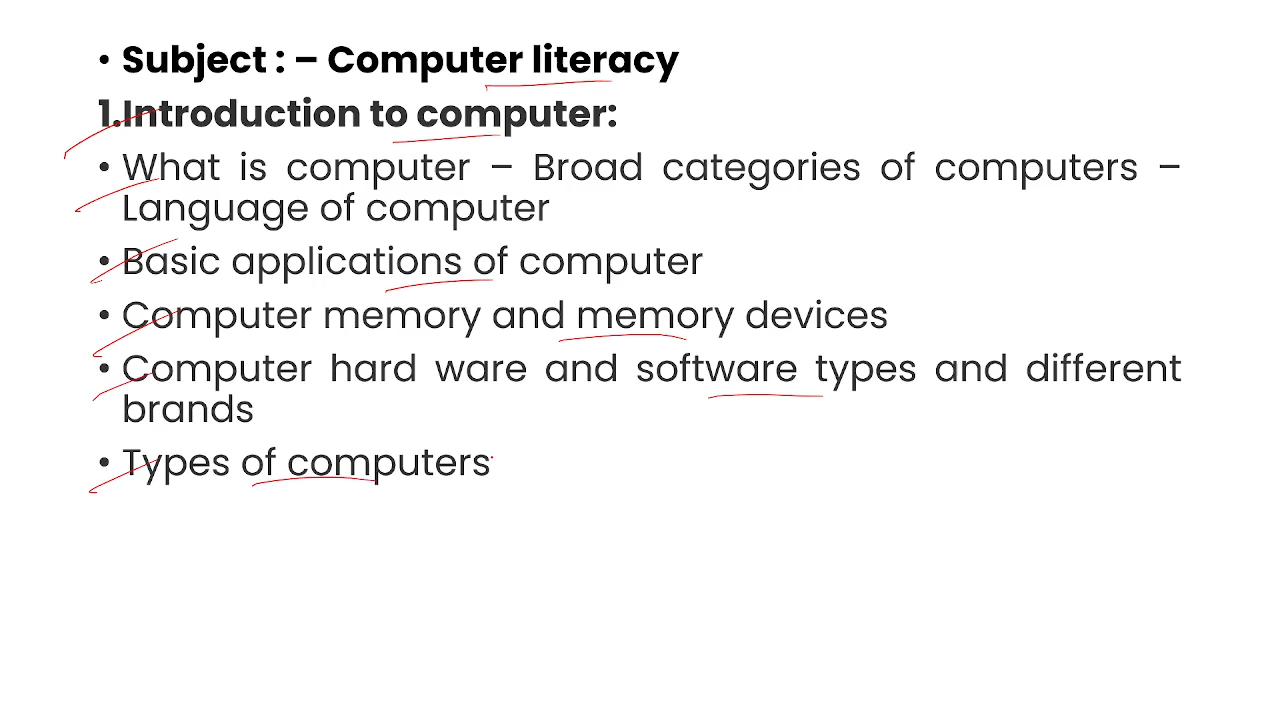 • Subject : – Computer literacy
1.Introduction to computer:
• What is computer – Broad categories of computers –
Language of computer
• Basic applications of computer
• Computer memory and memory devices
• Computer hard ware and software types and different
brands
• Types of computers